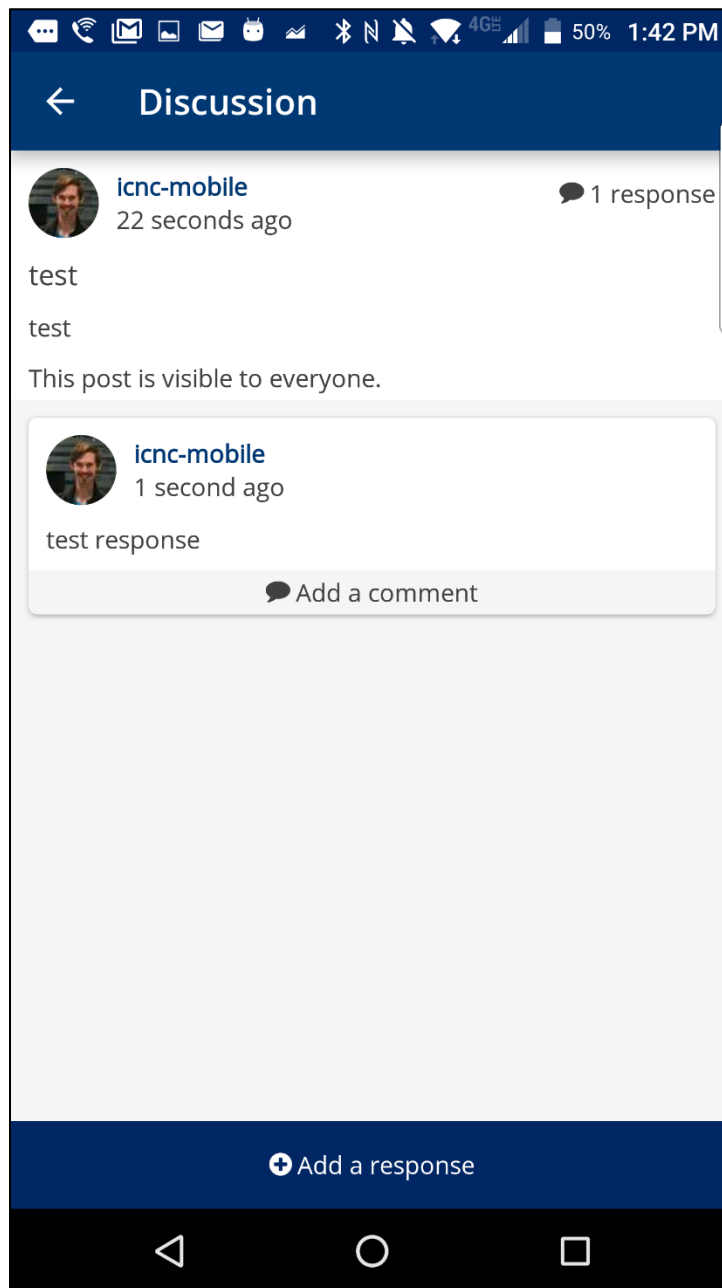 4GE 50% 1:42 PM
Discussion
icnc-mobile
1 response
22 seconds ago
test
test
This post is visible to everyone.
icnc-mobile
1 second ago
test response
Add a comment
Add a response